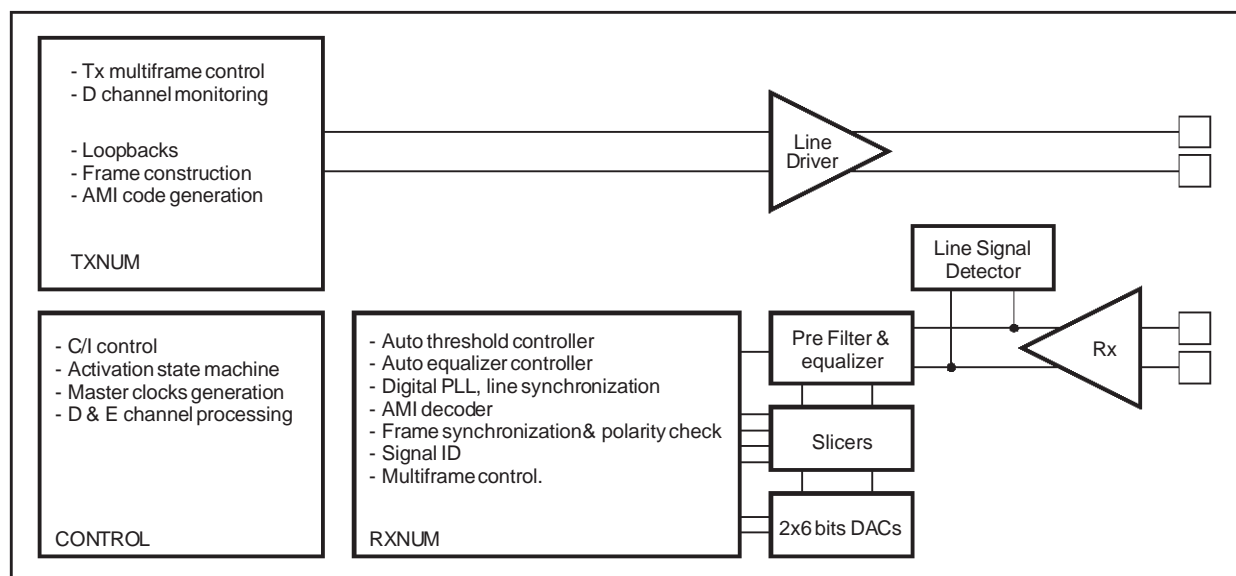 - Tx multiframe control
- D channel monitoring
- Loopbacks
- Frame construction
- AMI code generation
TXNUM
Line
Driver
Line Signal
Detector
- C/I control
- Activation state machine
- Master clocks generation
- D & E channel processing
CONTROL
- Auto threshold controller
- Auto equalizer controller
- Digital PLL, line synchronization
- AMI decoder
- Frame synchronization & polarity check
- Signal ID
- Multiframe control.
RXNUM
Pre Filter &
equalizer
Rx
Slicers
2x6 bits DACs